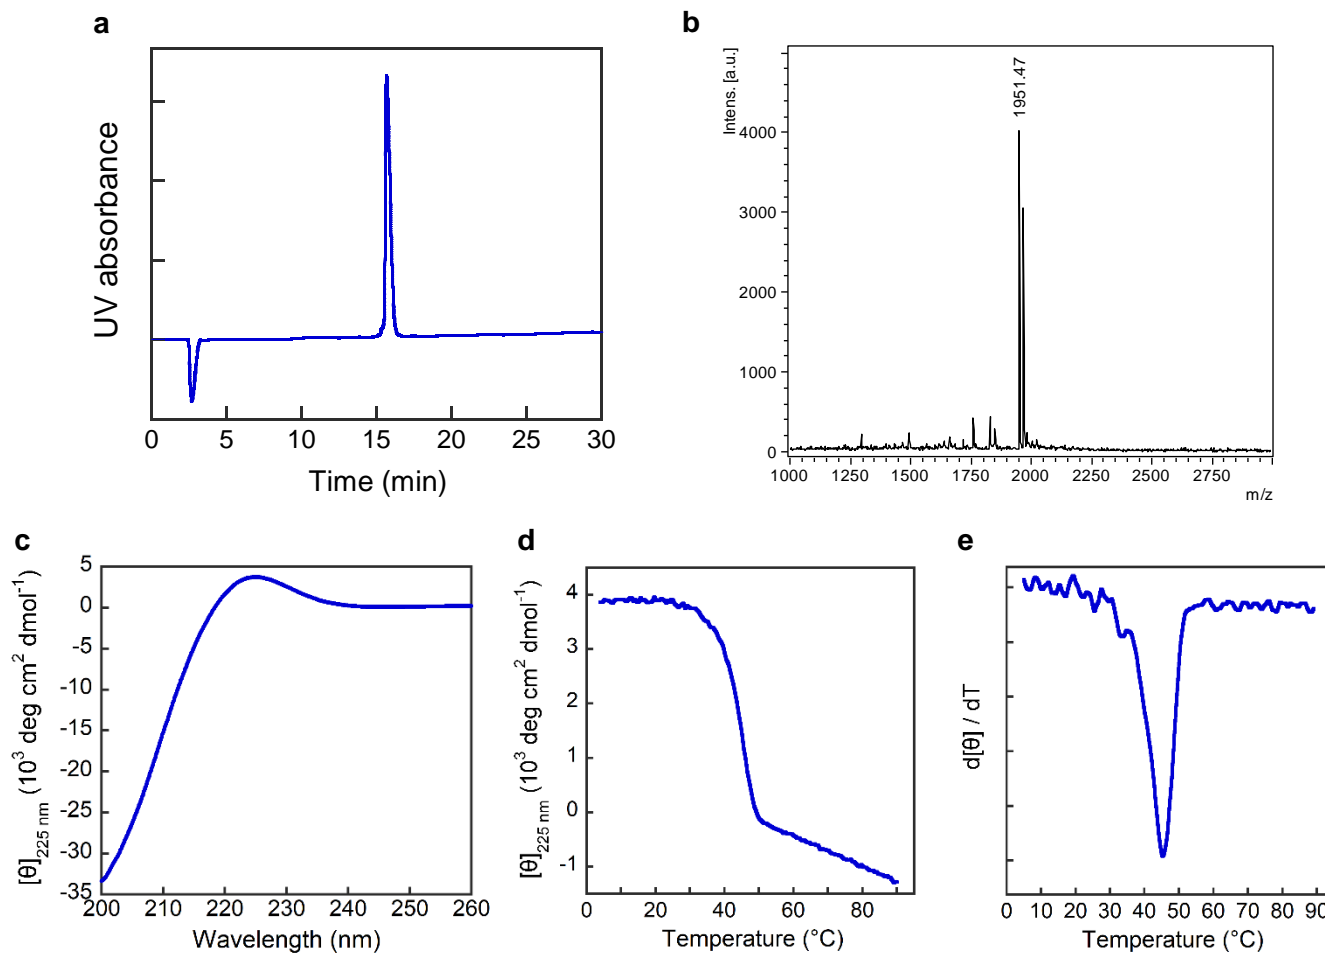 a
UV absorbance
0 5 10 15 20 25 30
Time (min)
b
Intens. [a.u.]
4000
3000
2000
1000
0
1951.47
1000 1250 1500 1750 2000 2250 2500 2750
m/z
c
[θ]225 nm (10³ deg cm² dmol⁻¹)
5
0
-5
-10
-15
-20
-25
-30
-35
200 210 220 230 240 250 260
Wavelength (nm)
d
[θ]225 nm (10³ deg cm² dmol⁻¹)
4
3
2
1
0
-1
0 20 40 60 80
Temperature (°C)
e
d[θ] / dT
0 10 20 30 40 50 60 70 80 90
Temperature (°C)